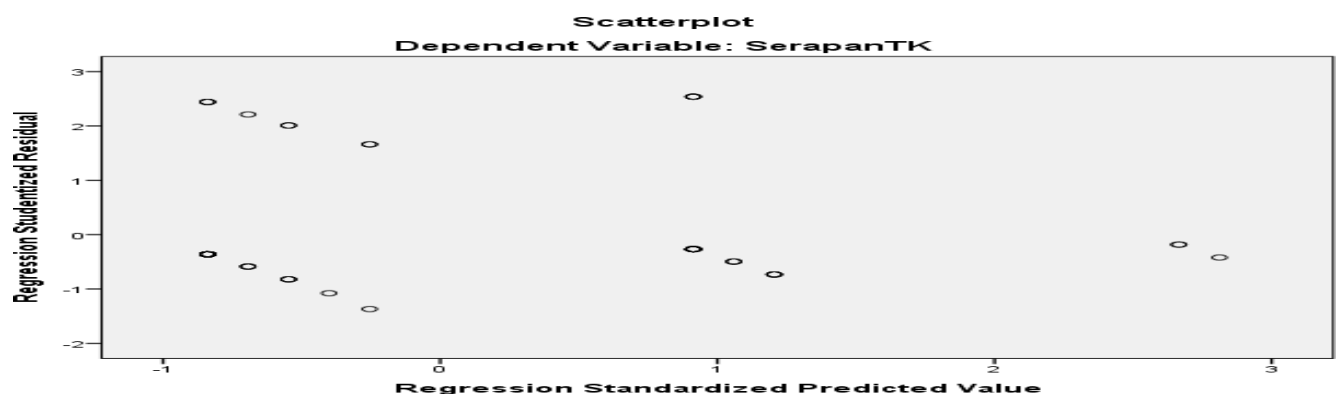 Scatterplot
Dependent Variable: SerapanTK
Regression Studentized Residual
3
2
1
0
-1
-2
-1 0 1 2 3
Regression Standardized Predicted Value